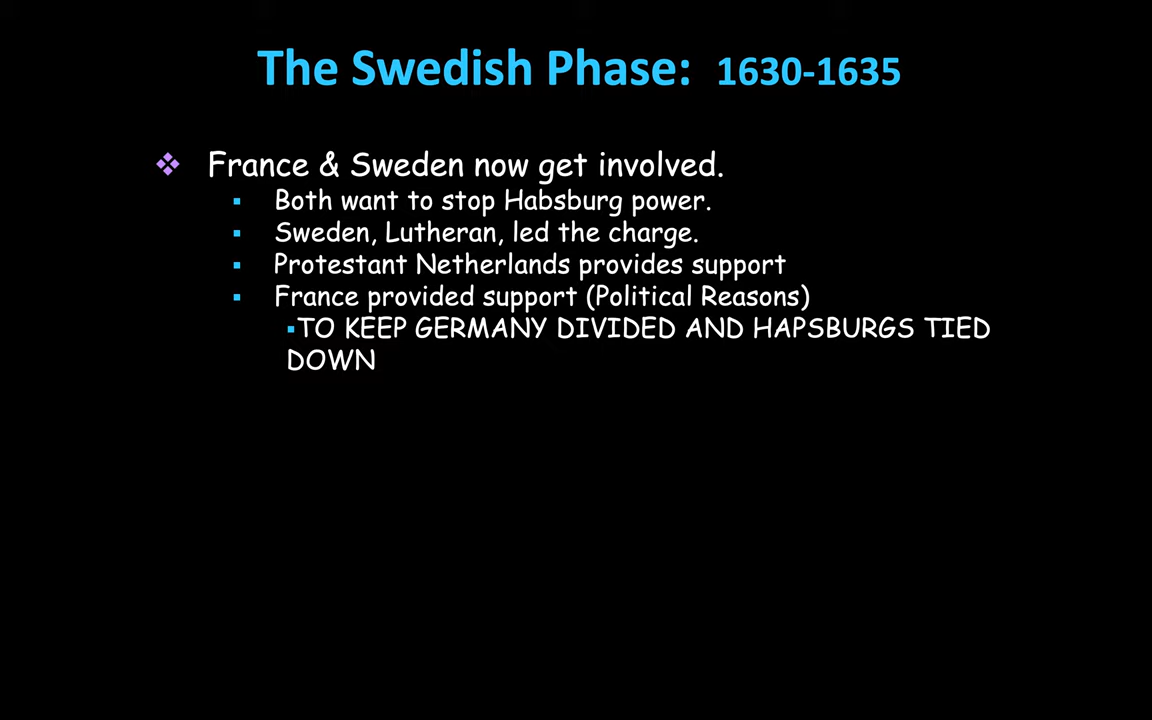 The Swedish Phase: 1630-1635
❖ France & Sweden now get involved.
▪ Both want to stop Habsburg power.
▪ Sweden, Lutheran, led the charge.
▪ Protestant Netherlands provides support
▪ France provided support (Political Reasons)
▪TO KEEP GERMANY DIVIDED AND HAPSBURGS TIED
DOWN